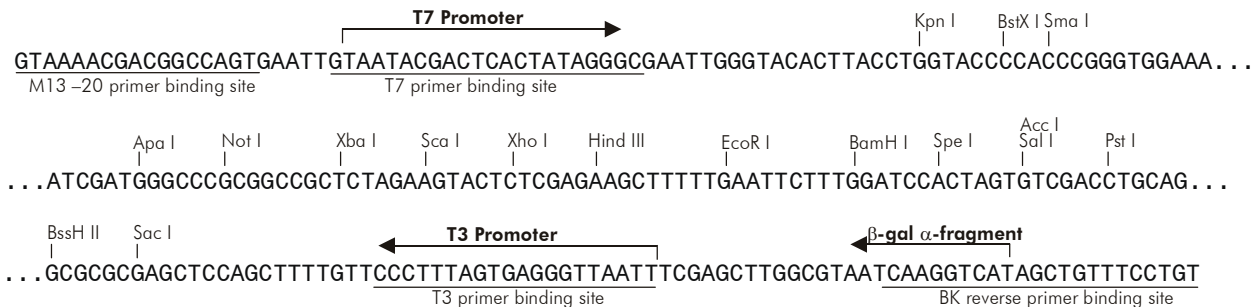 T7 Promoter
Kpn I BstX I Sma I
GTAAAACGACGGCCAGTGAATTGTAATACGACTCACTATAGGGCGAATTGGGTACACTTACCTGGTACCCCACCCGGGTGGAAA...
M13 –20 primer binding site T7 primer binding site
Acc I
Apa I Not I Xba I Sca I Xho I Hind III EcoR I BamH I Spe I Sal I Pst I
...ATCGATGGGCCCGCGGCCGCTCTAGAAGTACTCTCGAGAAGCTTTTTGAATTCTTTGGATCCACTAGTGTCGACCTGCAG...
BssH II Sac I T3 Promoter β-gal α-fragment
...GCGCGCGAGCTCCAGCTTTTGTTCCCTTTAGTGAGGGTTAATTTCGAGCTTGGCGTAATCAAGGTCATAGCTGTTTCCTGT
T3 primer binding site BK reverse primer binding site